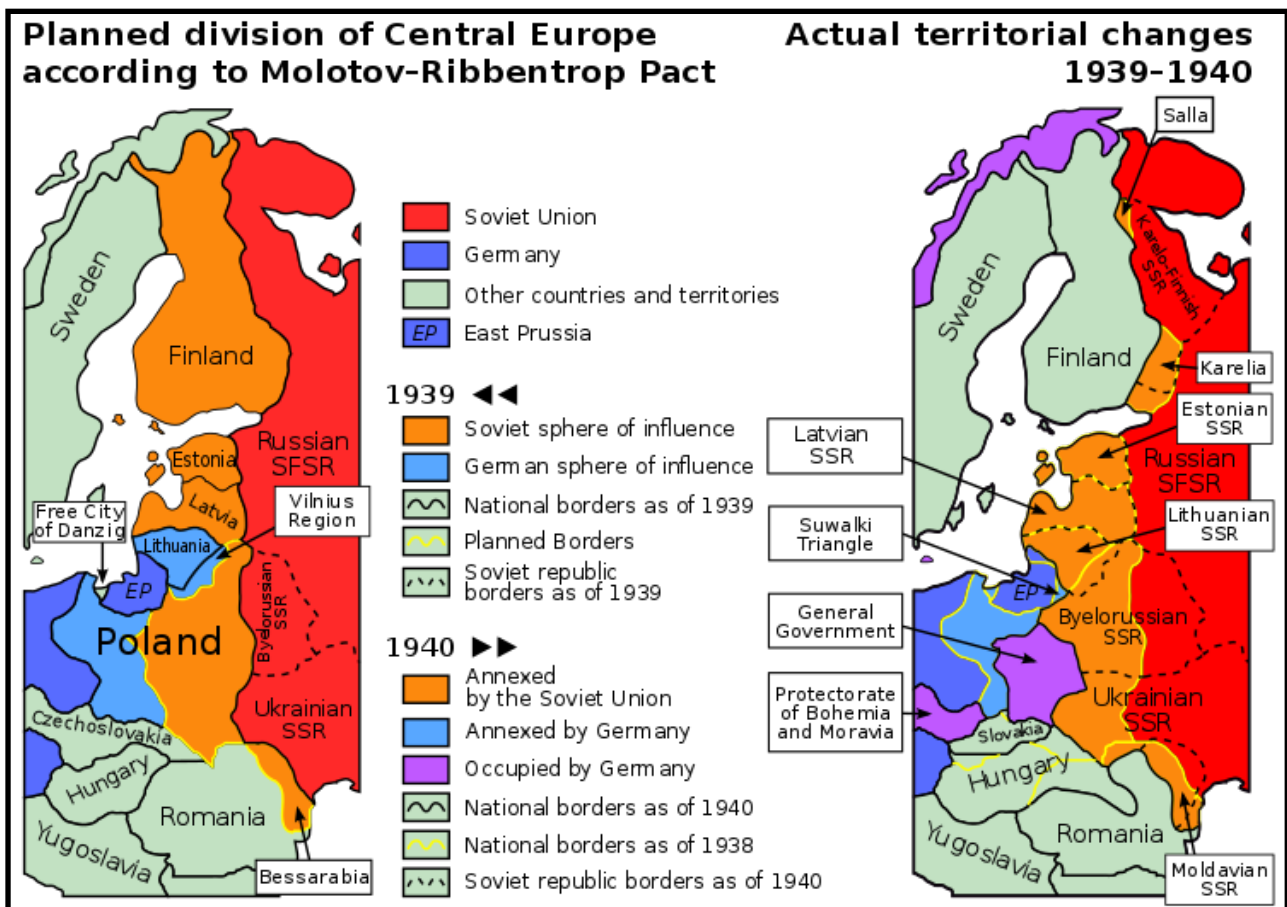 Planned division of Central Europe
according to Molotov–Ribbentrop Pact
Actual territorial changes
1939–1940
Sweden
Finland
Estonia
Latvia
Lithuania
Russian
SFSR
Vilnius
Region
Free City
of Danzig
EP
Poland
Byelorussian
SSR
Ukrainian
SSR
Czechoslovakia
Hungary
Romania
Yugoslavia
Bessarabia
Soviet Union
Germany
Other countries and territories
EP
East Prussia
1939 ◄◄
Soviet sphere of influence
German sphere of influence
National borders as of 1939
Planned Borders
Soviet republic
borders as of 1939
1940 ►►
Annexed
by the Soviet Union
Annexed by Germany
Occupied by Germany
National borders as of 1940
National borders as of 1938
Soviet republic borders as of 1940
Salla
Karelo-Finnish
SSR
Sweden
Finland
Karelia
Estonian
SSR
Latvian
SSR
Russian
SFSR
Lithuanian
SSR
Suwalki
Triangle
EP
Byelorussian
SSR
General
Government
Ukrainian
SSR
Protectorate
of Bohemia
and Moravia
Slovakia
Hungary
Romania
Yugoslavia
Moldavian
SSR